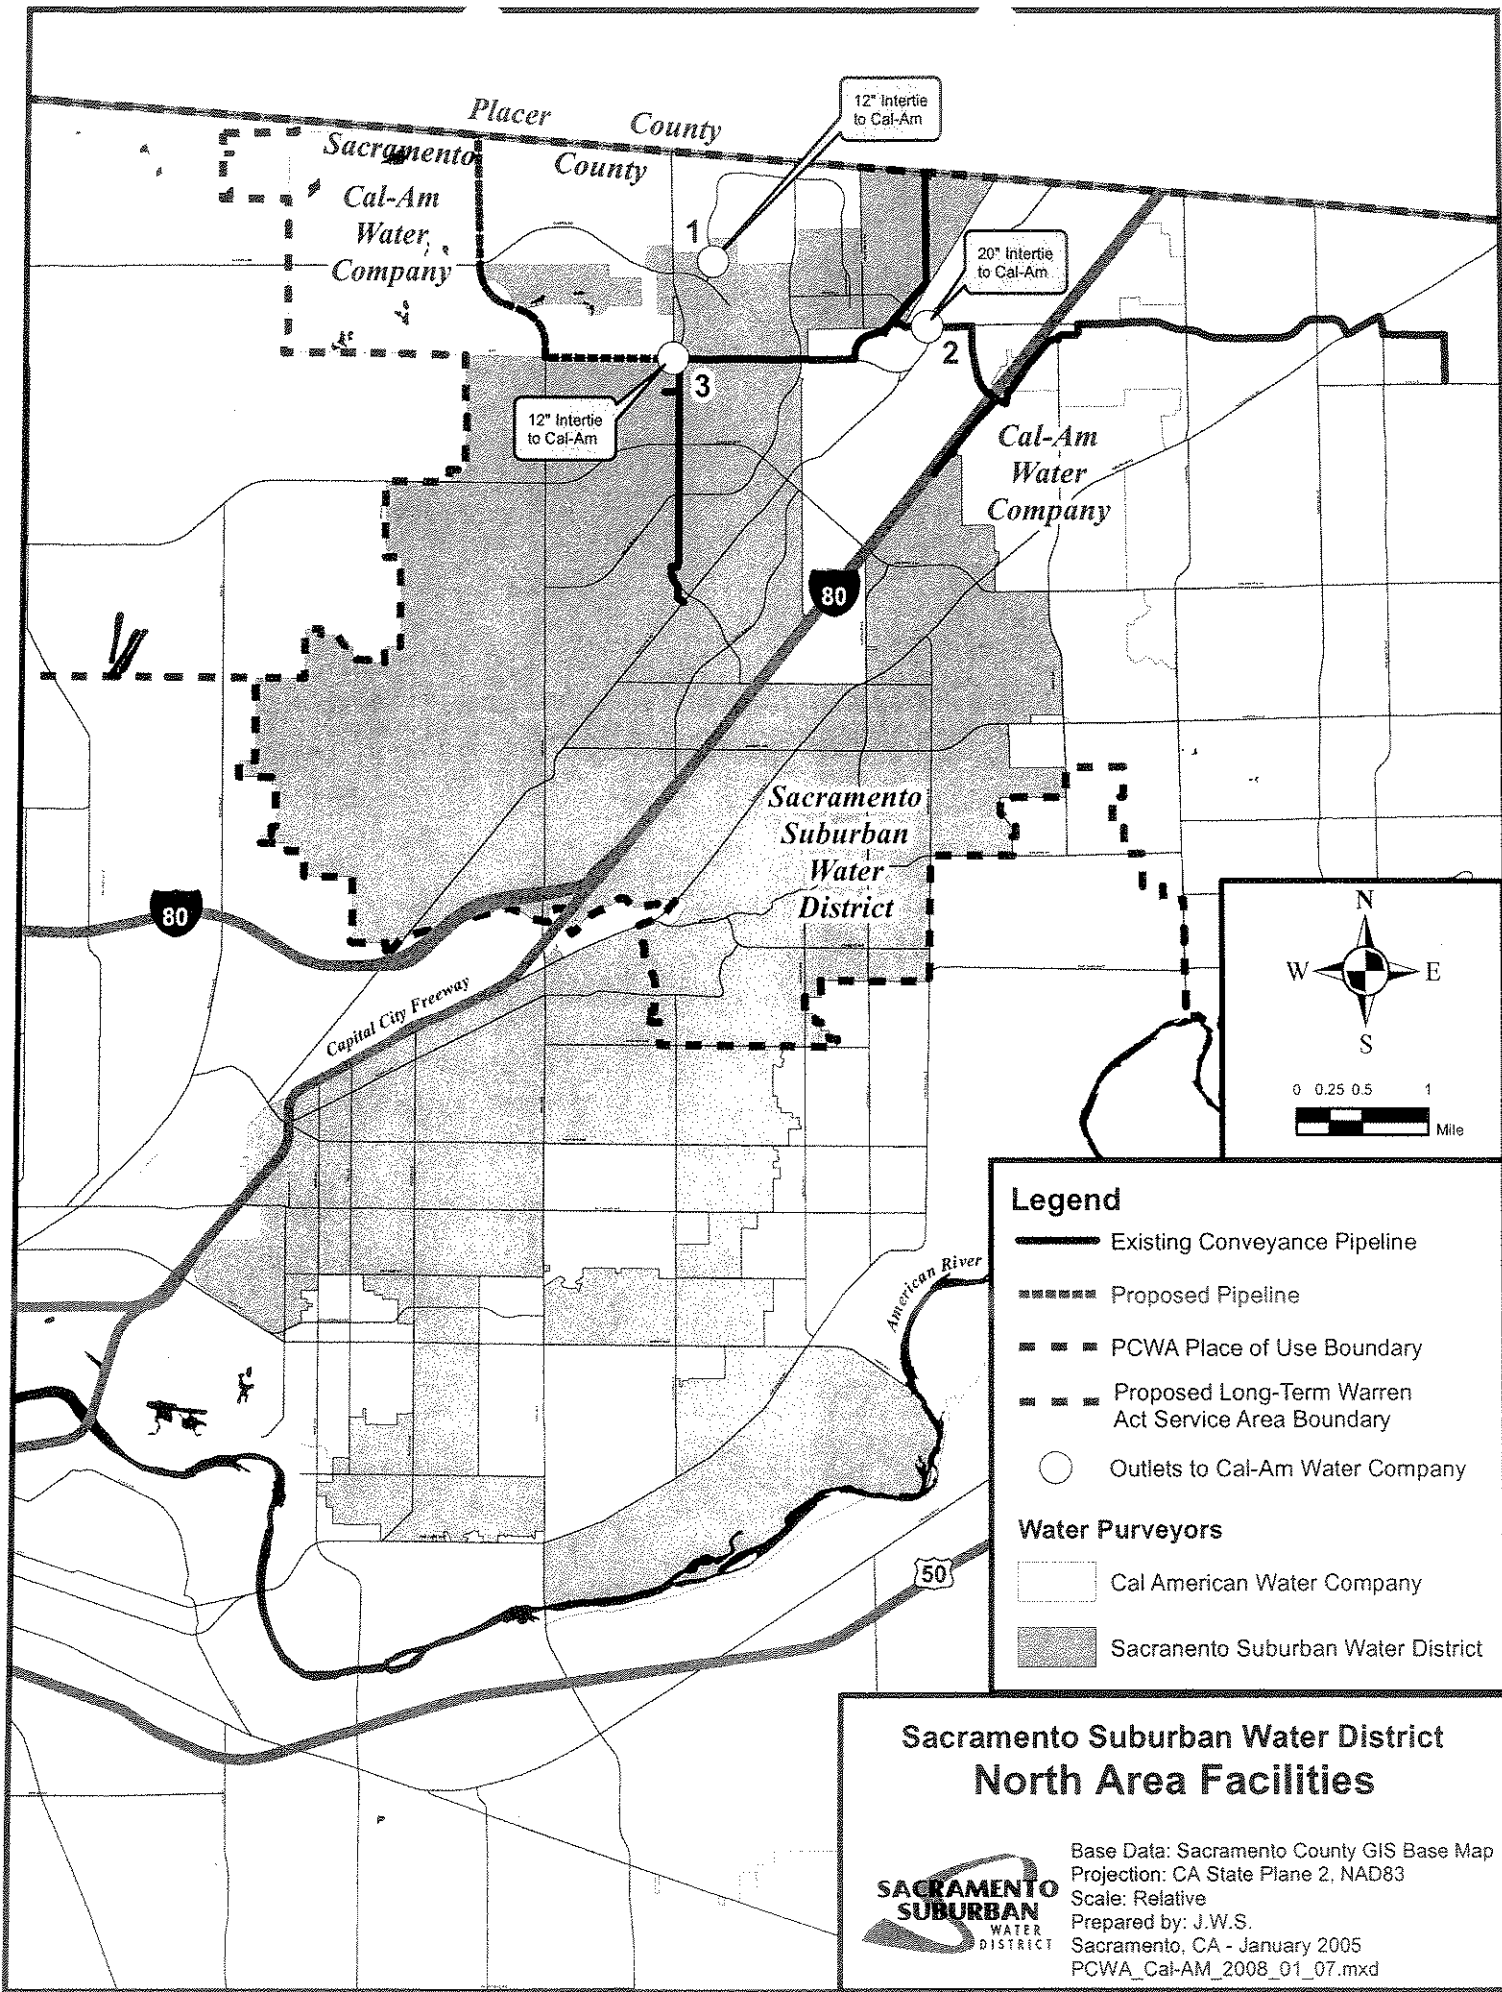 12" Intertie
to Cal-Am
Placer County
Sacramento County
Cal-Am
Water
Company
1
20" Intertie
to Cal-Am
2
3
12" Intertie
to Cal-Am
Cal-Am
Water
Company
80
Sacramento
Suburban
Water
District
80
Capital City Freeway
N
W E
S
0 0.25 0.5 1
Mile
American River
50
Legend
Existing Conveyance Pipeline
Proposed Pipeline
PCWA Place of Use Boundary
Proposed Long-Term Warren
Act Service Area Boundary
Outlets to Cal-Am Water Company
Water Purveyors
Cal American Water Company
Sacranento Suburban Water District
Sacramento Suburban Water District
North Area Facilities
SACRAMENTO
SUBURBAN
WATER
DISTRICT
Base Data: Sacramento County GIS Base Map
Projection: CA State Plane 2, NAD83
Scale: Relative
Prepared by: J.W.S.
Sacramento, CA - January 2005
PCWA_Cal-AM_2008_01_07.mxd